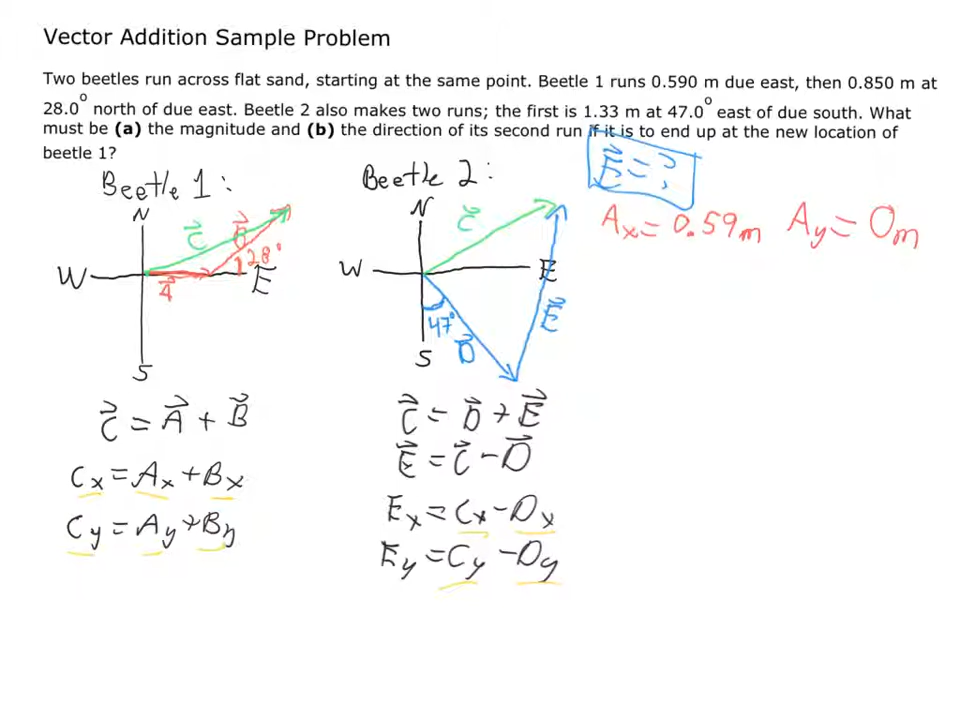 Vector Addition Sample Problem
Two beetles run across flat sand, starting at the same point. Beetle 1 runs 0.590 m due east, then 0.850 m at
28.0° north of due east. Beetle 2 also makes two runs; the first is 1.33 m at 47.0° east of due south. What
must be (a) the magnitude and (b) the direction of its second run if it is to end up at the new location of
beetle 1?
E⃗ = ?
Beetle 1:
Beetle 2:
Ax = 0.59m Ay = 0m
N
C⃗
B⃗
28°
W
E
A⃗
S
N
C⃗
W
E
47°
E⃗
D⃗
S
C⃗ = A⃗ + B⃗
Cx = Ax + Bx
Cy = Ay + By
C⃗ = D⃗ + E⃗
E⃗ = C⃗ - D⃗
Ex = Cx - Dx
Ey = Cy - Dy